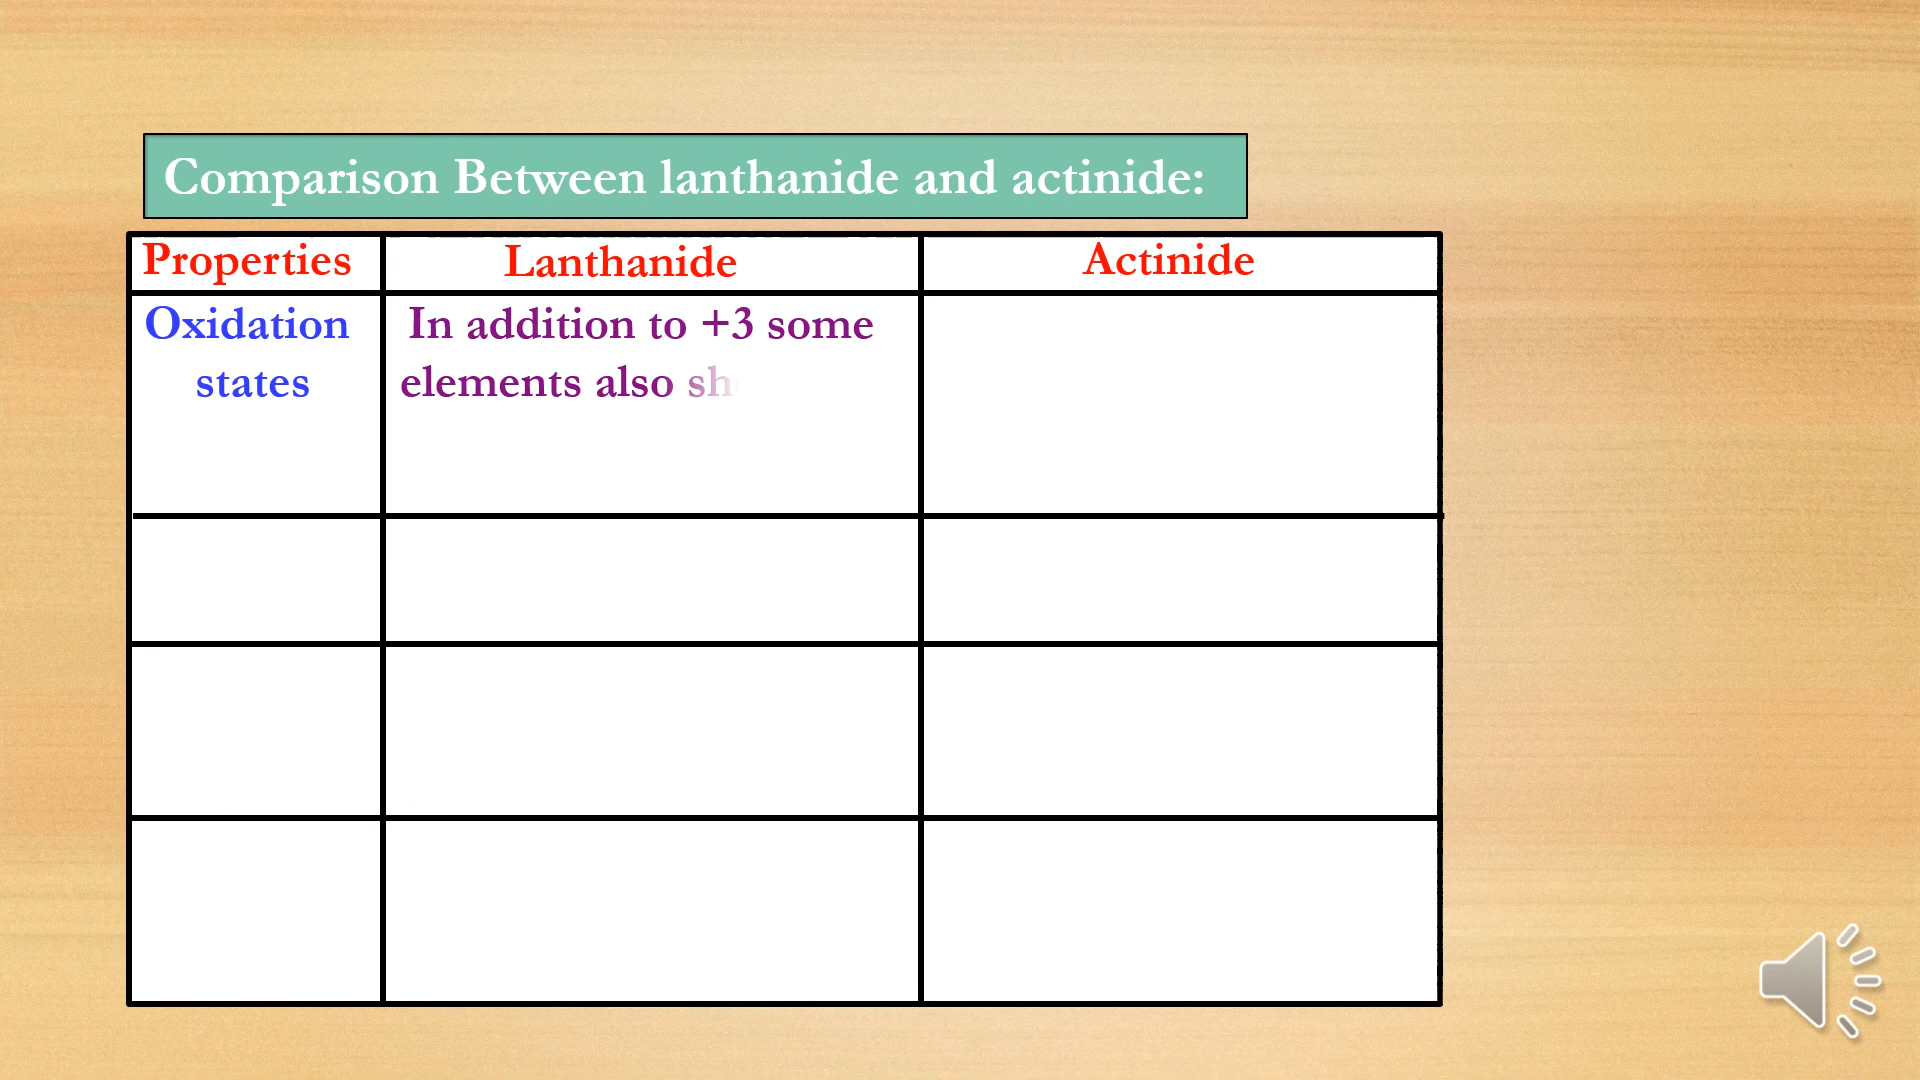 Comparison Between lanthanide and actinide:
Properties
Lanthanide
Actinide
Oxidation
states
In addition to +3 some
elements also